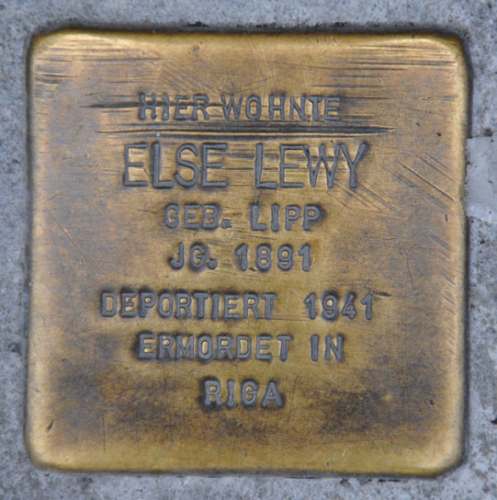 HIER WOHNTE
ELSE LEWY
GEB. LIPP
JG. 1891
DEPORTIERT 1941
ERMORDET IN
RIGA